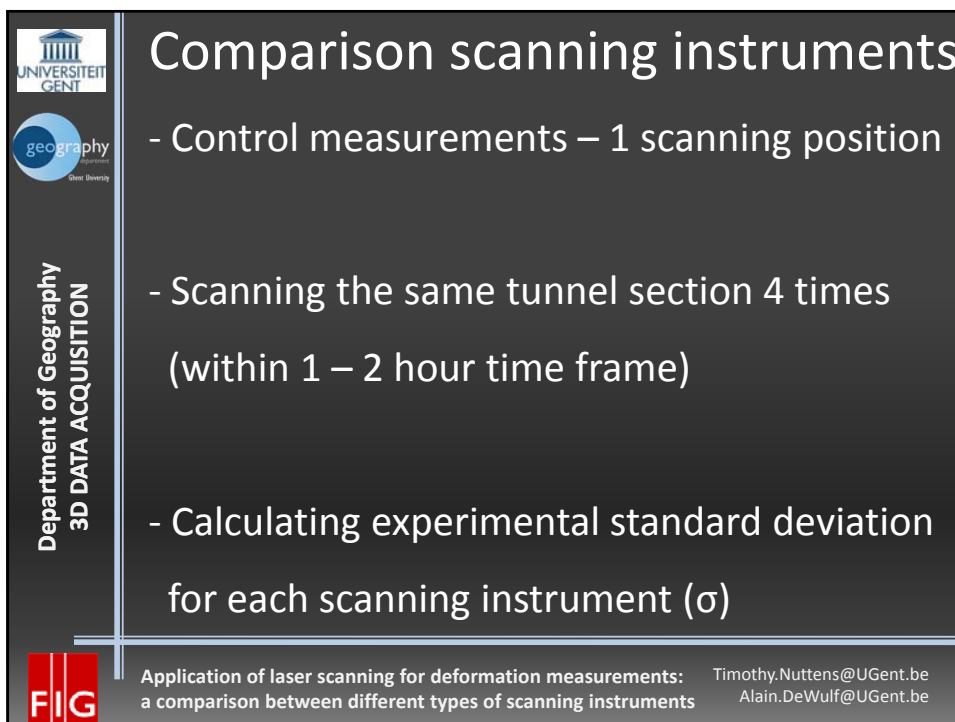 Comparison scanning instruments
- Control measurements – 1 scanning position
- Scanning the same tunnel section 4 times
(within 1 – 2 hour time frame)
- Calculating experimental standard deviation
for each scanning instrument (σ)
UNIVERSITEIT
GENT
geography
department
Ghent University
Department of Geography
3D DATA ACQUISITION
FIG
Application of laser scanning for deformation measurements:
a comparison between different types of scanning instruments
Timothy.Nuttens@UGent.be
Alain.DeWulf@UGent.be